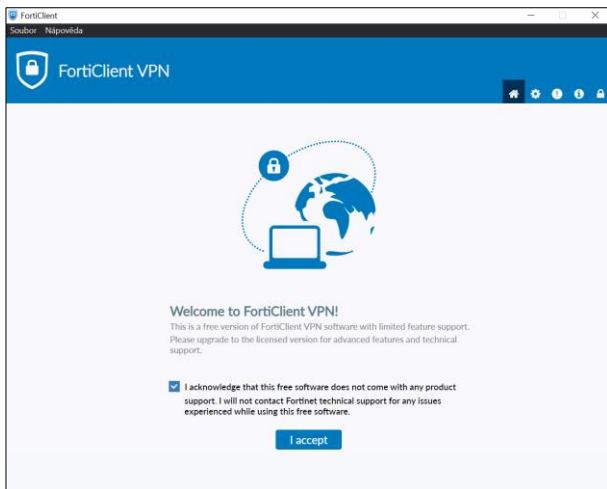 FortiClient
Soubor Nápověda
FortiClient VPN
Welcome to FortiClient VPN!
This is a free version of FortiClient VPN software with limited feature support.
Please upgrade to the licensed version for advanced features and technical
support.
I acknowledge that this free software does not come with any product
support. I will not contact Fortinet technical support for any issues
experienced while using this free software.
I accept